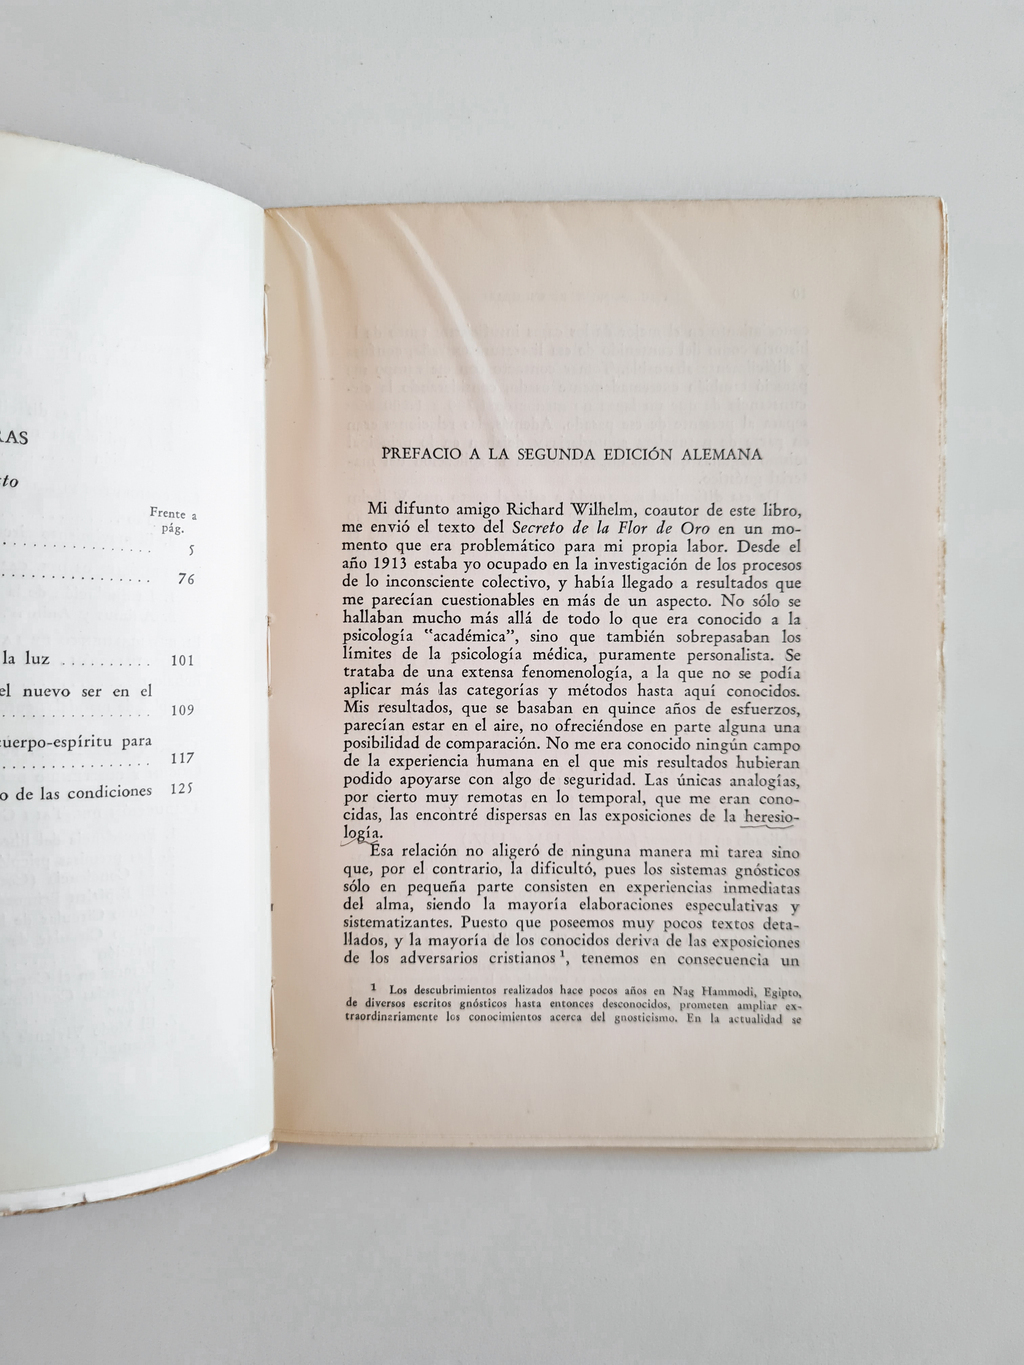 RAS
to
Frente a
pág.
5
76
la luz .......... 101
el nuevo ser en el
109
cuerpo-espíritu para
117
o de las condiciones 125
PREFACIO A LA SEGUNDA EDICIÓN ALEMANA
Mi difunto amigo Richard Wilhelm, coautor de este libro,
me envió el texto del Secreto de la Flor de Oro en un mo-
mento que era problemático para mi propia labor. Desde el
año 1913 estaba yo ocupado en la investigación de los procesos
de lo inconsciente colectivo, y había llegado a resultados que
me parecían cuestionables en más de un aspecto. No sólo se
hallaban mucho más allá de todo lo que era conocido a la
psicología "académica", sino que también sobrepasaban los
límites de la psicología médica, puramente personalista. Se
trataba de una extensa fenomenología, a la que no se podía
aplicar más las categorías y métodos hasta aquí conocidos.
Mis resultados, que se basaban en quince años de esfuerzos,
parecían estar en el aire, no ofreciéndose en parte alguna una
posibilidad de comparación. No me era conocido ningún campo
de la experiencia humana en el que mis resultados hubieran
podido apoyarse con algo de seguridad. Las únicas analogías,
por cierto muy remotas en lo temporal, que me eran cono-
cidas, las encontré dispersas en las exposiciones de la heresio-
logía.
Esa relación no aligeró de ninguna manera mi tarea sino
que, por el contrario, la dificultó, pues los sistemas gnósticos
sólo en pequeña parte consisten en experiencias inmediatas
del alma, siendo la mayoría elaboraciones especulativas y
sistematizantes. Puesto que poseemos muy pocos textos deta-
llados, y la mayoría de los conocidos deriva de las exposiciones
de los adversarios cristianos ¹, tenemos en consecuencia un
1 Los descubrimientos realizados hace pocos años en Nag Hammodi, Egipto,
de diversos escritos gnósticos hasta entonces desconocidos, prometen ampliar ex-
traordinariamente los conocimientos acerca del gnosticismo. En la actualidad se